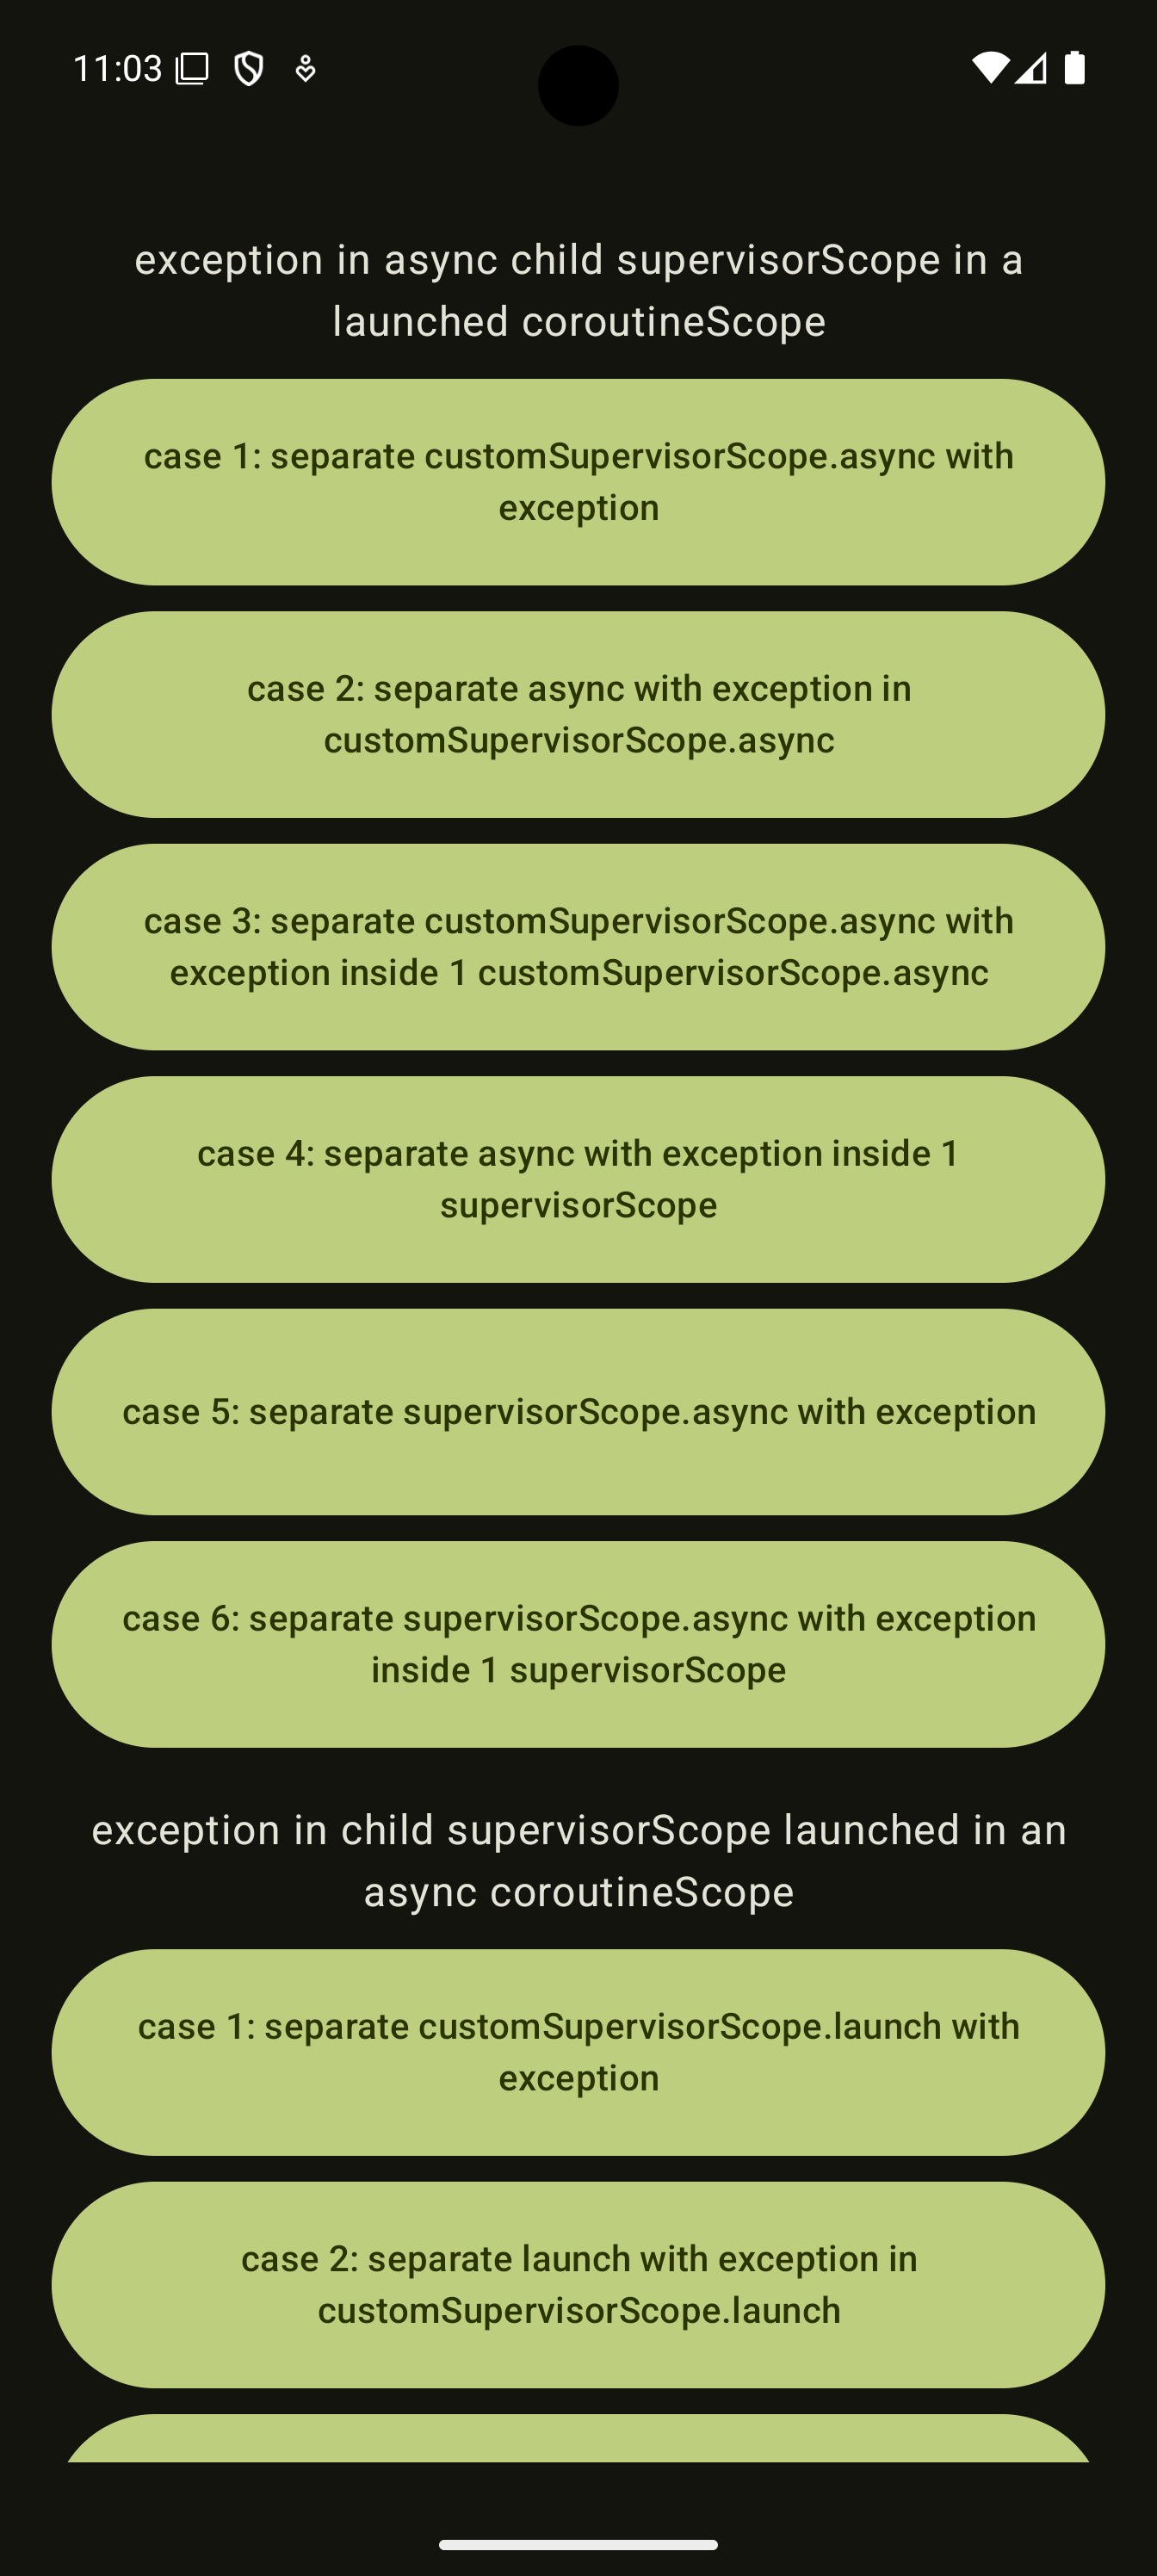 11:03
exception in async child supervisorScope in a
launched coroutineScope
case 1: separate customSupervisorScope.async with
exception
case 2: separate async with exception in
customSupervisorScope.async
case 3: separate customSupervisorScope.async with
exception inside 1 customSupervisorScope.async
case 4: separate async with exception inside 1
supervisorScope
case 5: separate supervisorScope.async with exception
case 6: separate supervisorScope.async with exception
inside 1 supervisorScope
exception in child supervisorScope launched in an
async coroutineScope
case 1: separate customSupervisorScope.launch with
exception
case 2: separate launch with exception in
customSupervisorScope.launch